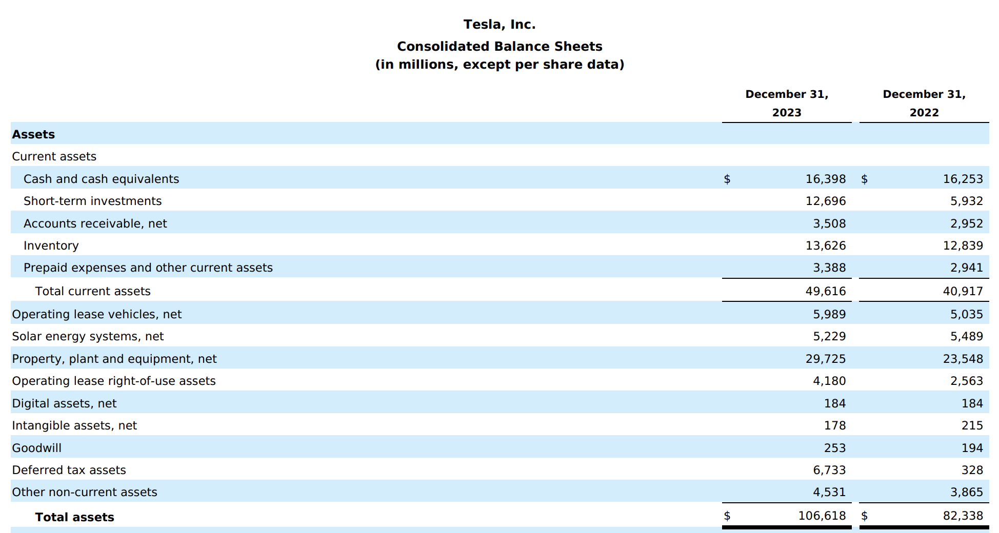 Tesla, Inc.
Consolidated Balance Sheets
(in millions, except per share data)
December 31, December 31,
2023 2022
Assets
Current assets
Cash and cash equivalents $ 16,398 $ 16,253
Short-term investments 12,696 5,932
Accounts receivable, net 3,508 2,952
Inventory 13,626 12,839
Prepaid expenses and other current assets 3,388 2,941
Total current assets 49,616 40,917
Operating lease vehicles, net 5,989 5,035
Solar energy systems, net 5,229 5,489
Property, plant and equipment, net 29,725 23,548
Operating lease right-of-use assets 4,180 2,563
Digital assets, net 184 184
Intangible assets, net 178 215
Goodwill 253 194
Deferred tax assets 6,733 328
Other non-current assets 4,531 3,865
Total assets $ 106,618 $ 82,338